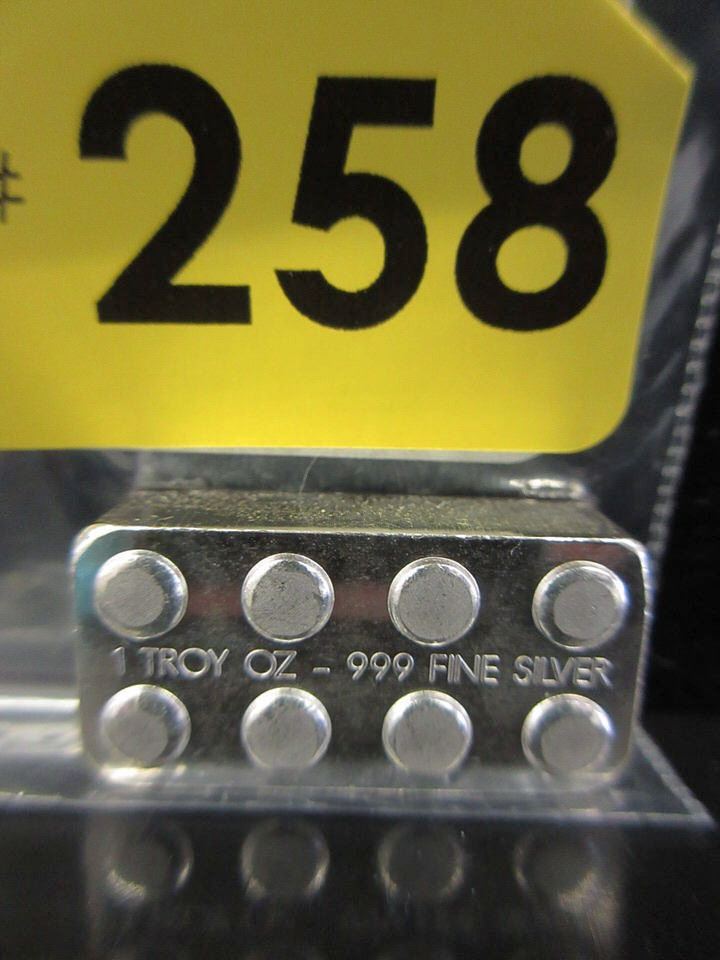 # 258
1 TROY OZ - 999 FINE SILVER